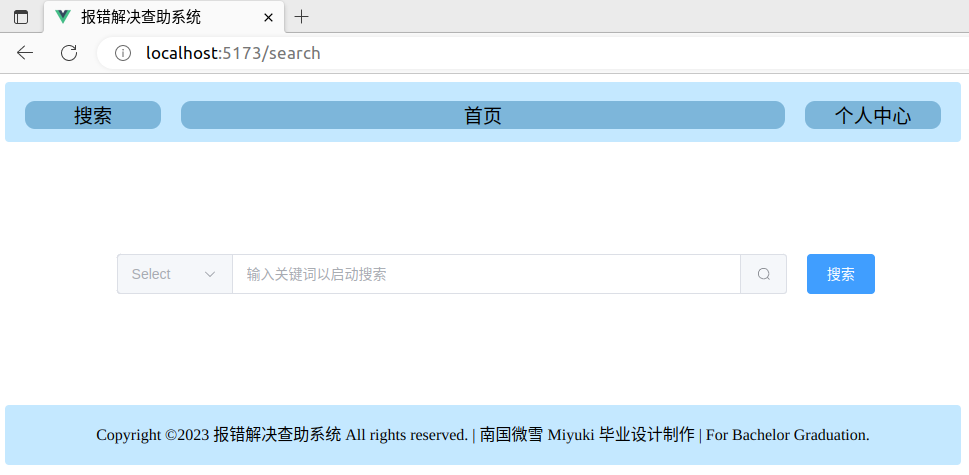 报错解决查助系统
localhost:5173/search
搜索 首页 个人中心
Select 输入关键词以启动搜索 搜索
Copyright ©2023 报错解决查助系统 All rights reserved. | 南国微雪 Miyuki 毕业设计制作 | For Bachelor Graduation.